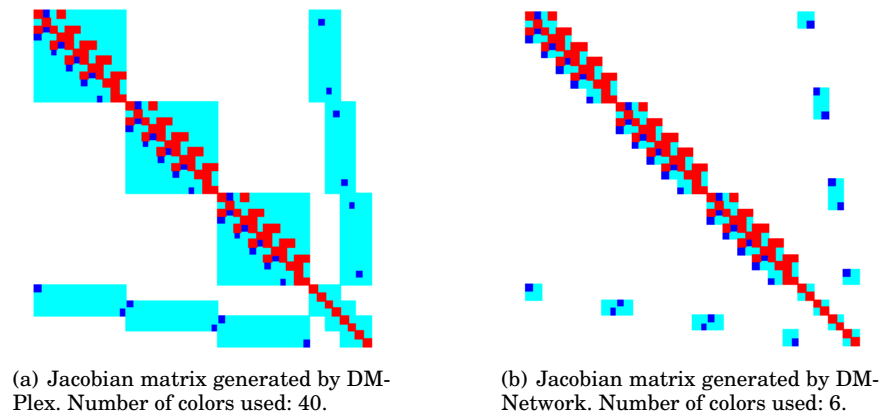 (a) Jacobian matrix generated by DM-
Plex. Number of colors used: 40.
(b) Jacobian matrix generated by DM-
Network. Number of colors used: 6.